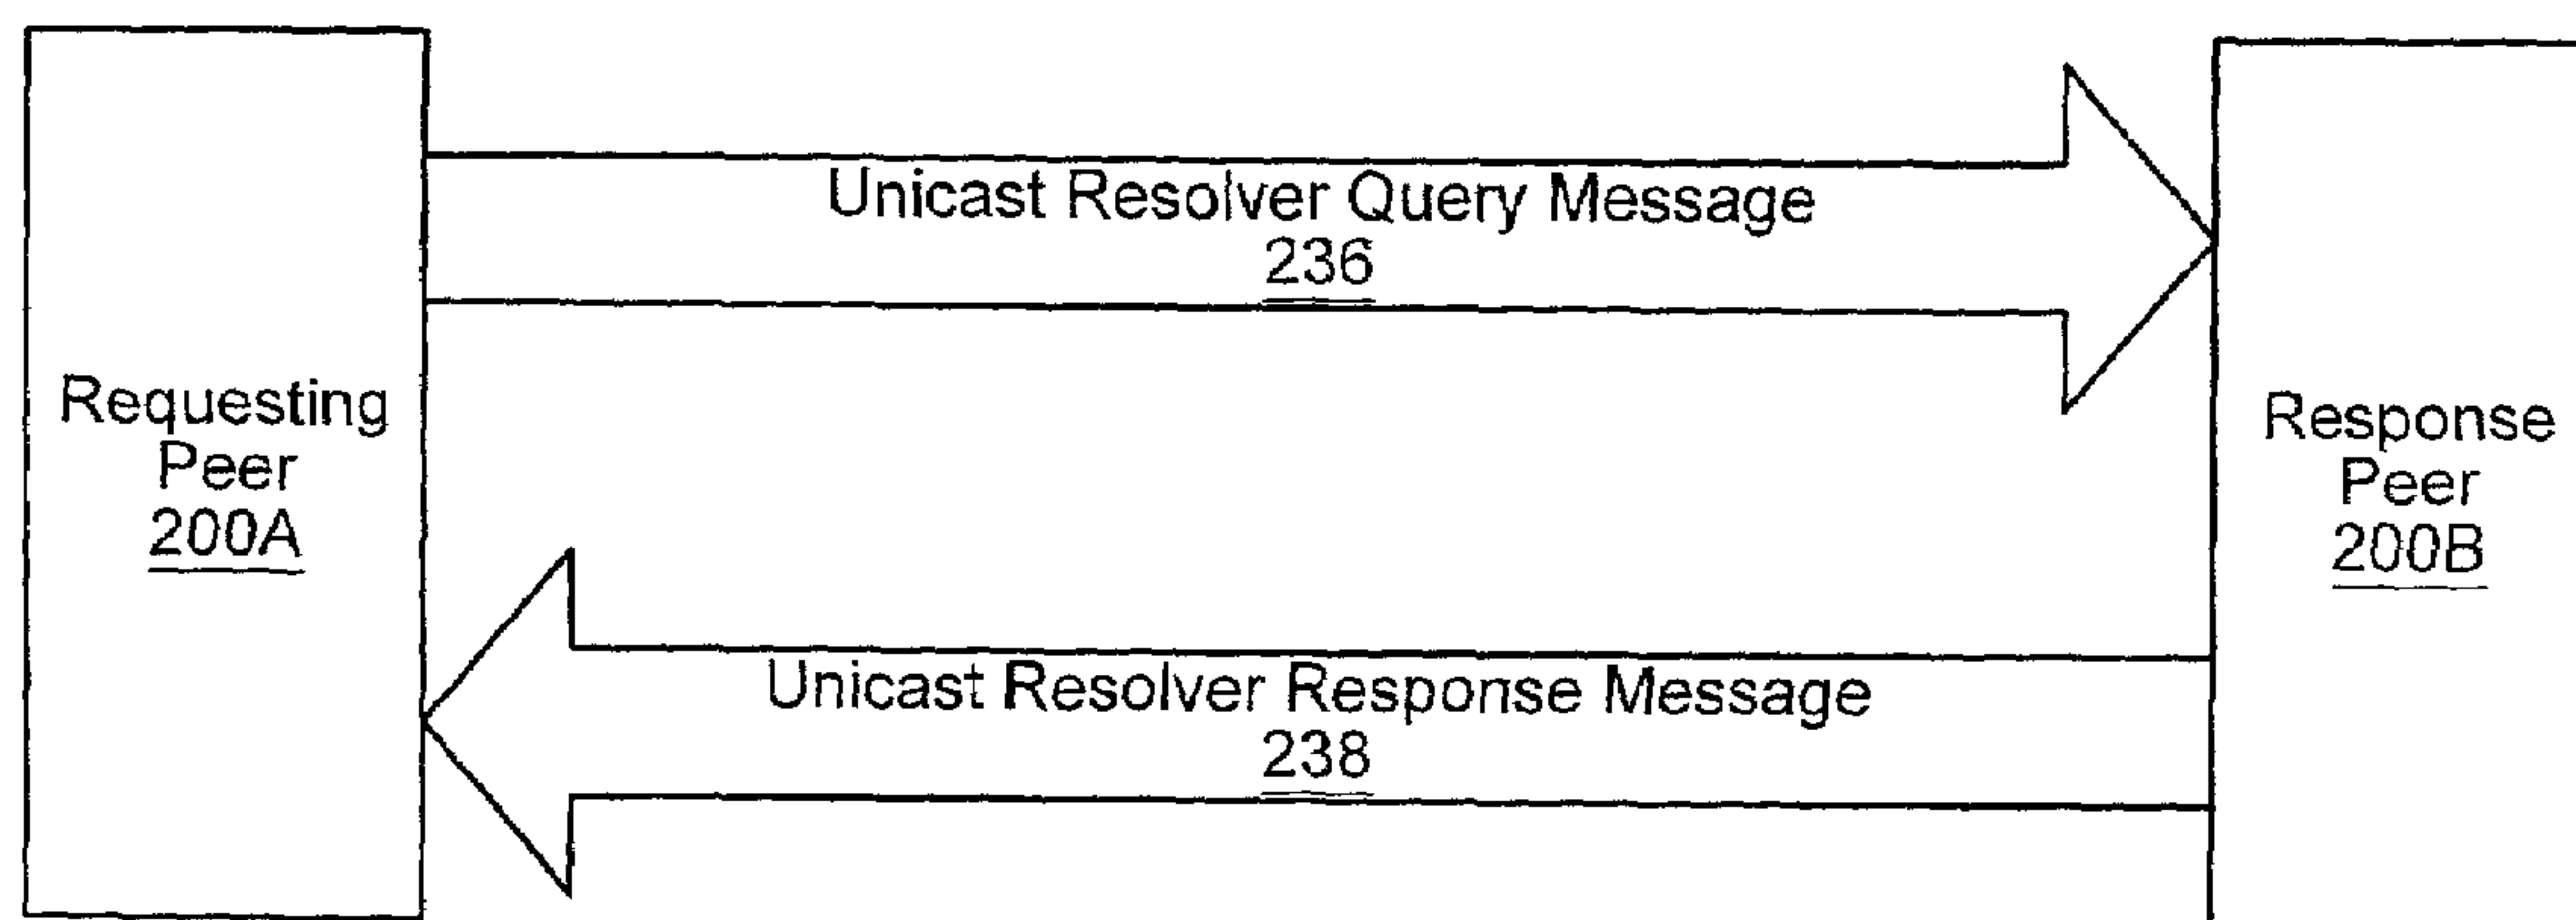 Requesting
Peer
200A
Unicast Resolver Query Message
236
Unicast Resolver Response Message
238
Response
Peer
200B